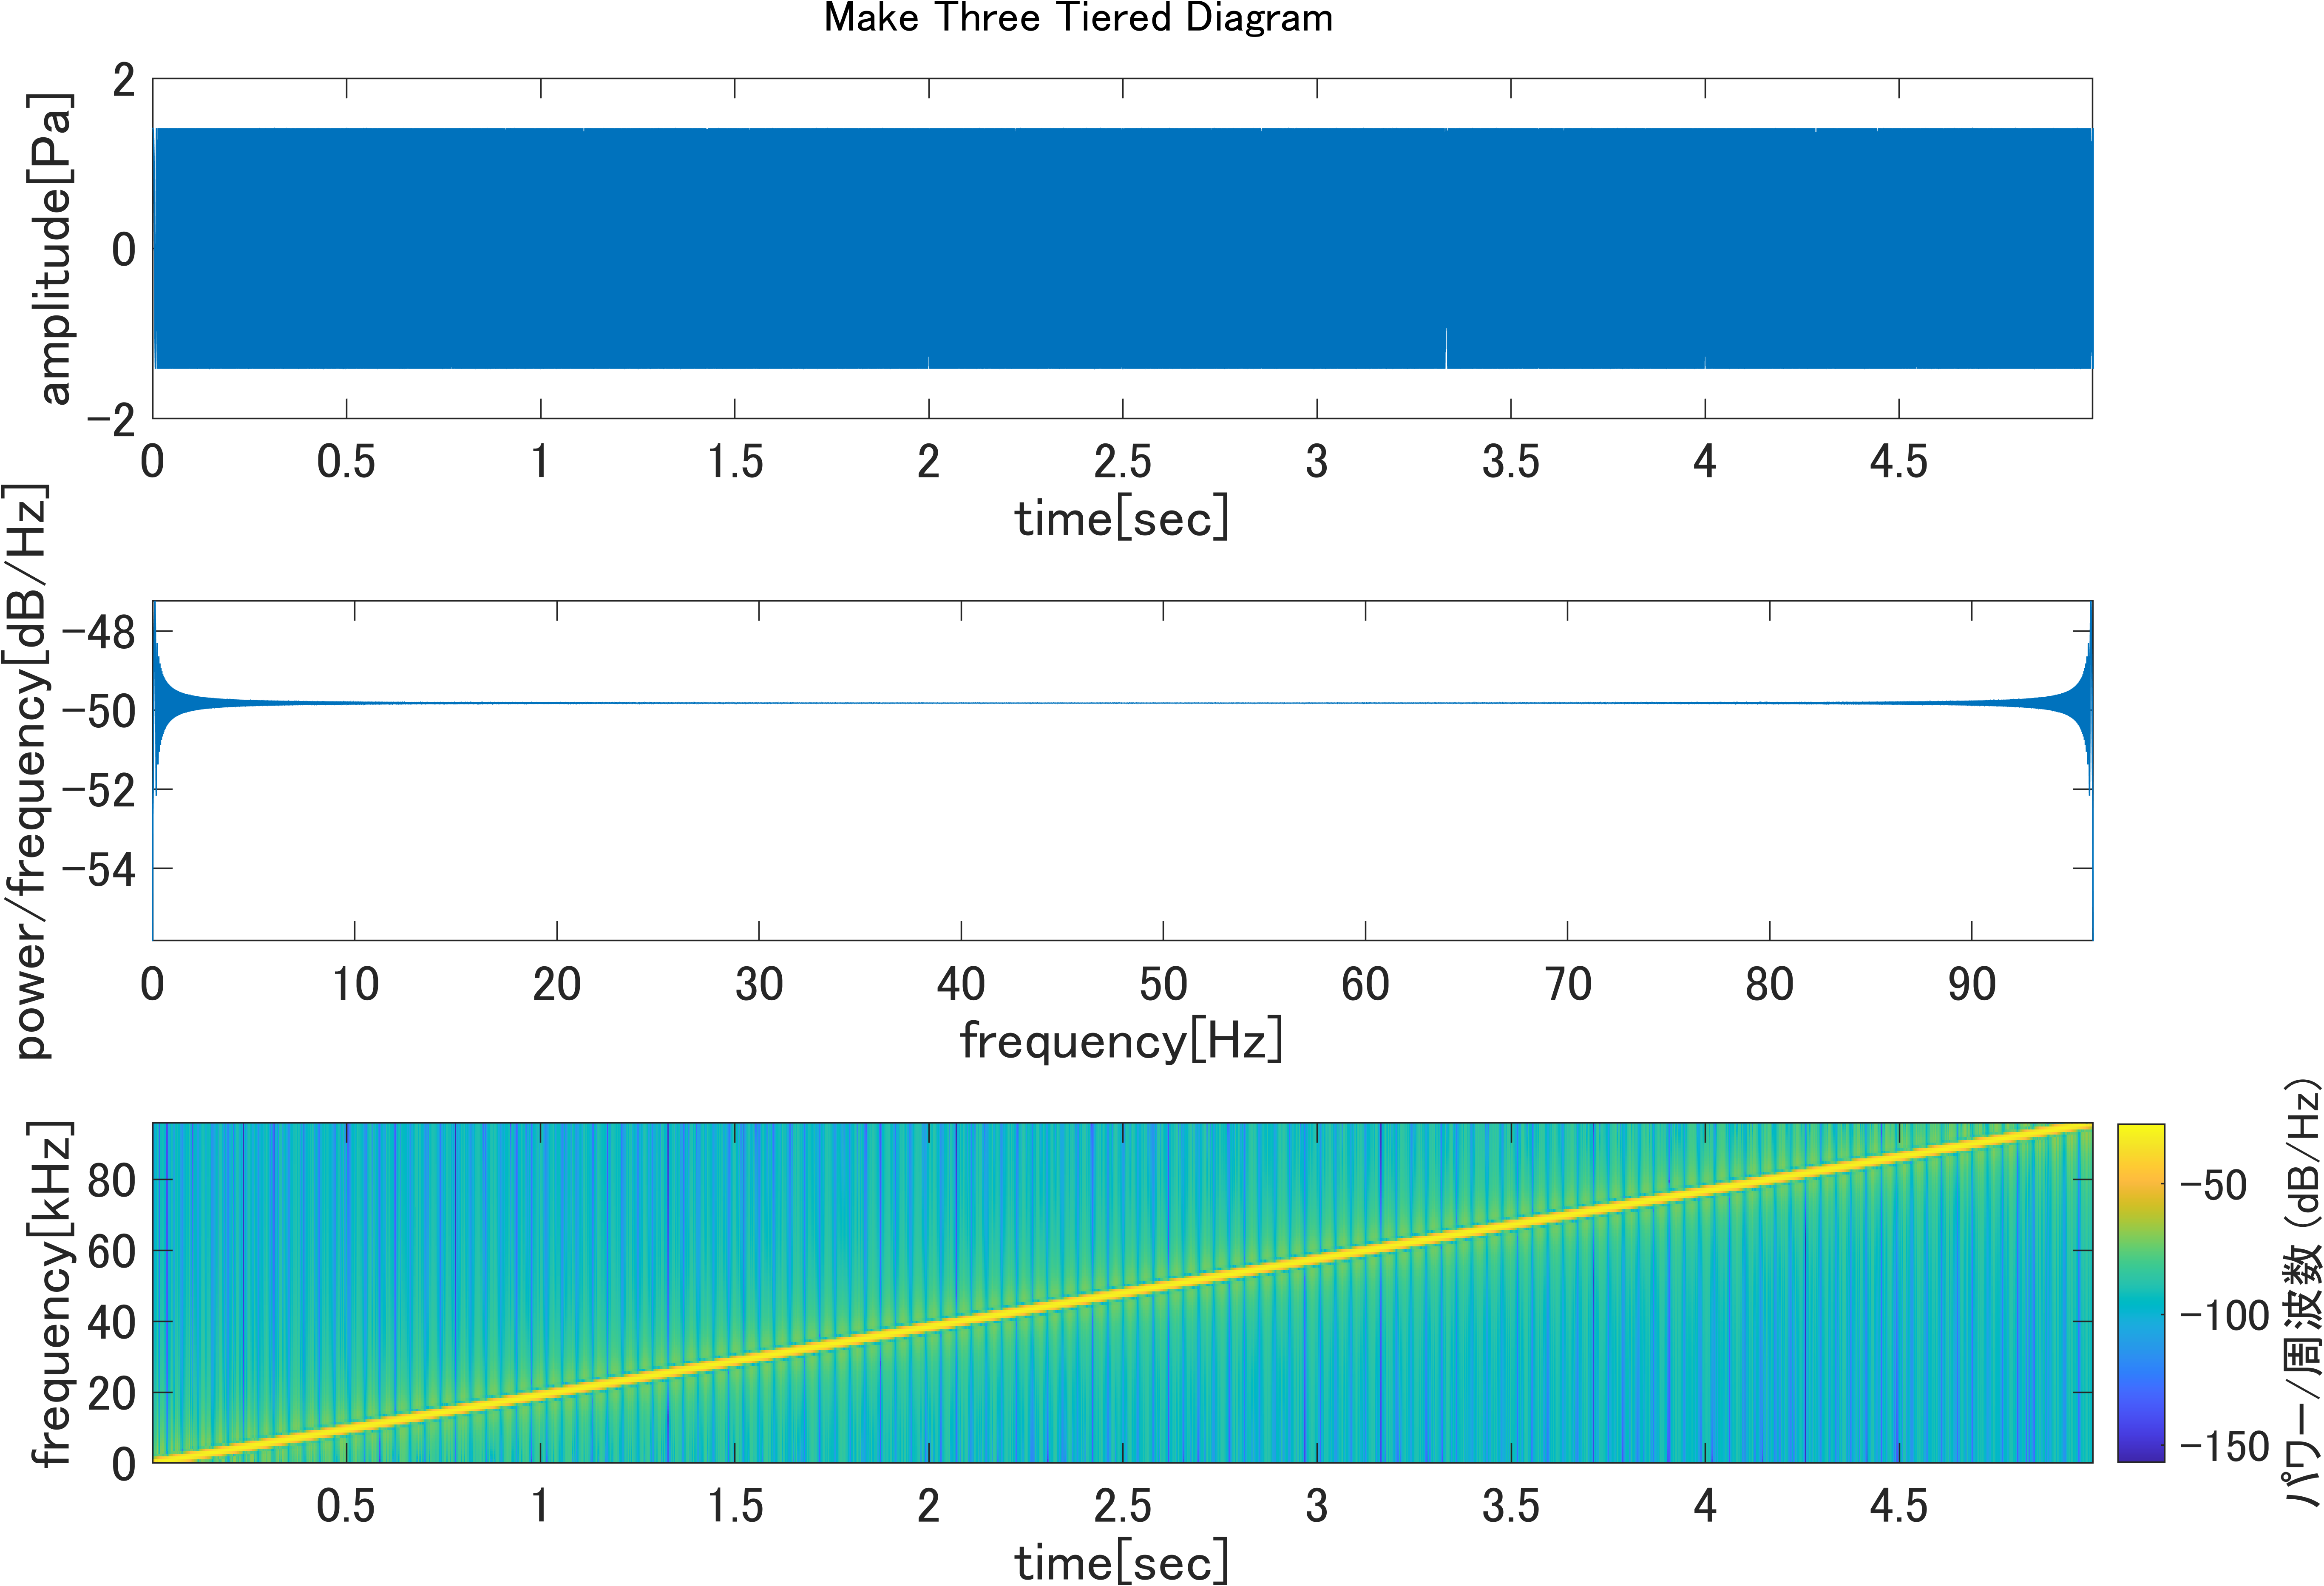 Make Three Tiered Diagram
amplitude[Pa]
2
0
−2
0 0.5 1 1.5 2 2.5 3 3.5 4 4.5
time[sec]
power/frequency[dB/Hz]
−48
−50
−52
−54
0 10 20 30 40 50 60 70 80 90
frequency[Hz]
frequency[kHz]
80
60
40
20
0
0.5 1 1.5 2 2.5 3 3.5 4 4.5
time[sec]
−50
−100
−150
パワー/周波数 (dB/Hz)